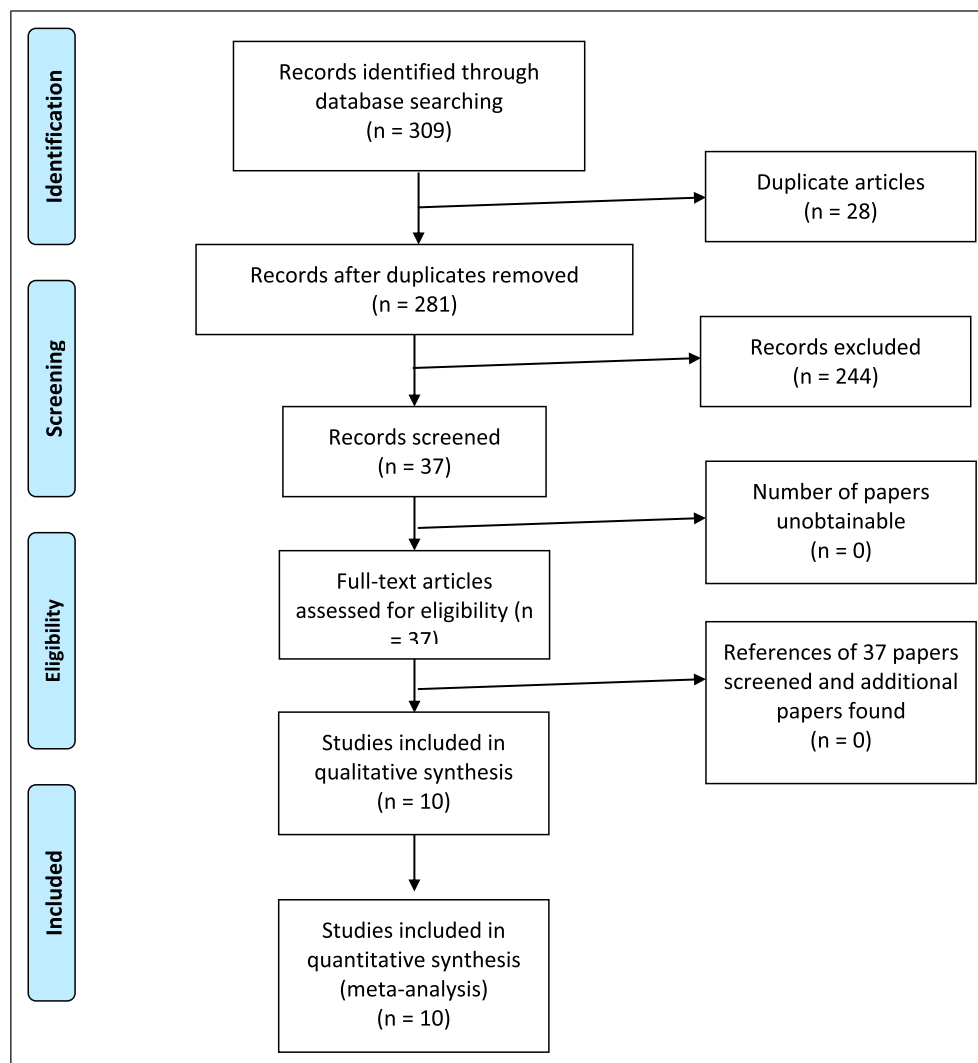 Identification
Records identified through
database searching
(n = 309)
Duplicate articles
(n = 28)
Records after duplicates removed
(n = 281)
Screening
Records excluded
(n = 244)
Records screened
(n = 37)
Number of papers
unobtainable
(n = 0)
Eligibility
Full-text articles
assessed for eligibility (n
= 37)
References of 37 papers
screened and additional
papers found
(n = 0)
Studies included in
qualitative synthesis
(n = 10)
Included
Studies included in
quantitative synthesis
(meta-analysis)
(n = 10)